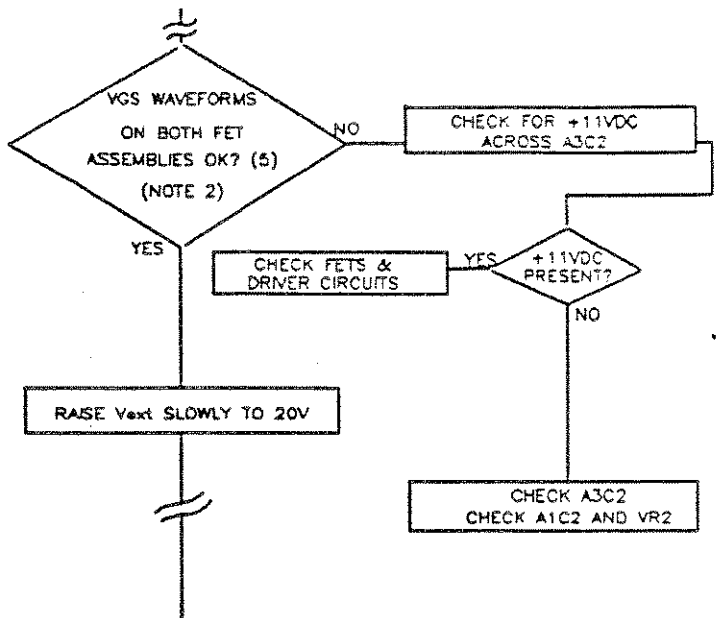 VGS WAVEFORMS
ON BOTH FET
ASSEMBLIES OK? (5)
(NOTE 2)
NO
CHECK FOR +11VDC
ACROSS A3C2
YES
CHECK FETS &
DRIVER CIRCUITS
YES
+11VDC
PRESENT?
NO
RAISE Vext SLOWLY TO 20V
CHECK A3C2
CHECK A1C2 AND VR2